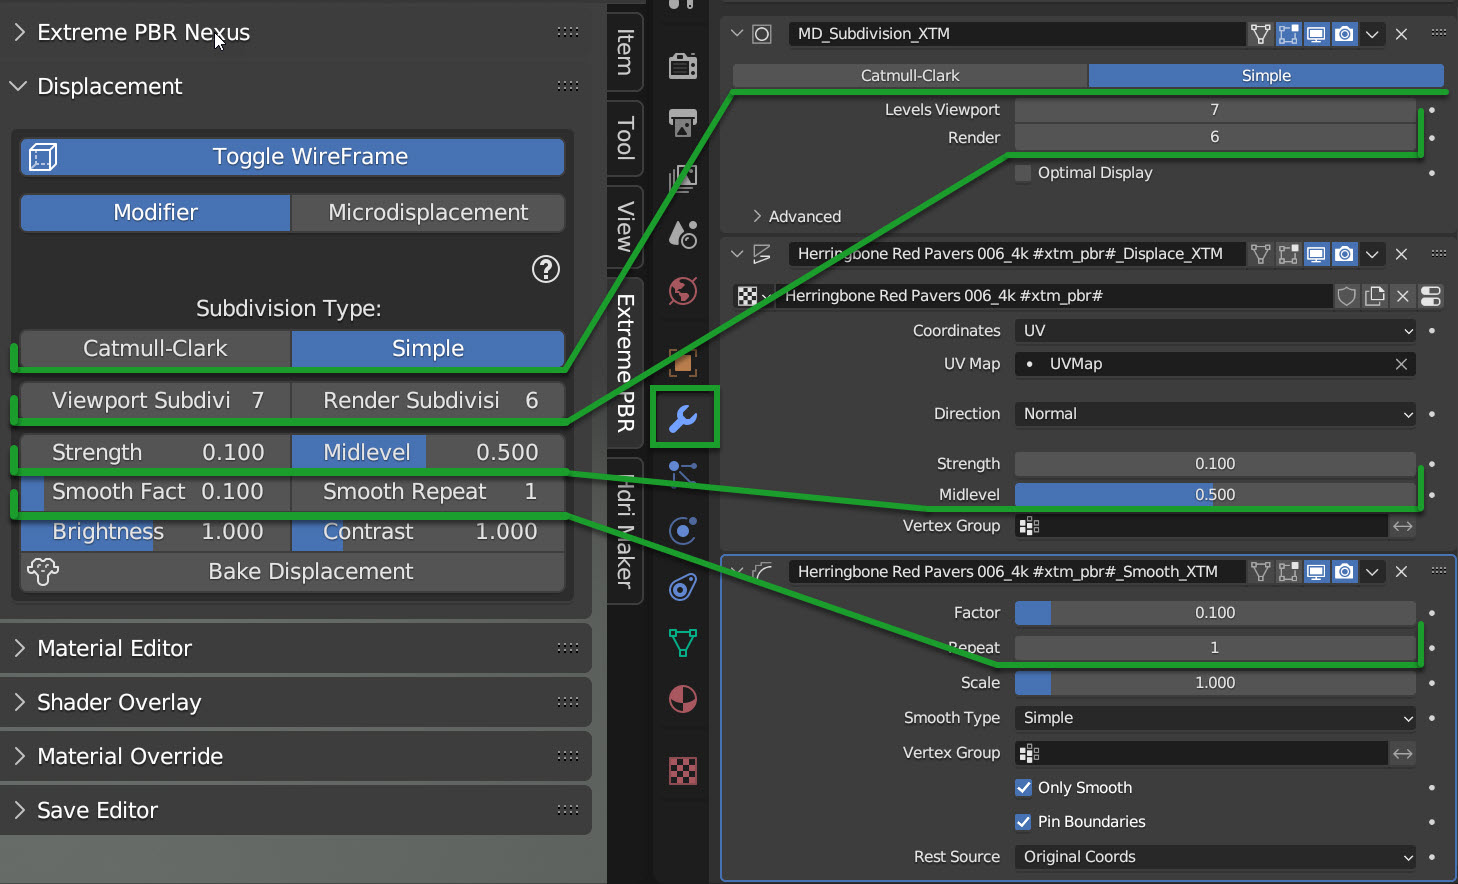 Extreme PBR Nexus
Displacement
Toggle WireFrame
Modifier
Microdisplacement
?
Subdivision Type:
Catmull-Clark
Simple
Viewport Subdivi 7
Render Subdivisi 6
Strength 0.100
Midlevel 0.500
Smooth Fact 0.100
Smooth Repeat 1
Brightness 1.000
Contrast 1.000
Bake Displacement
Material Editor
Shader Overlay
Material Override
Save Editor
Item
Tool
View
Extreme PBR
Hdri Maker
MD_Subdivision_XTM
Catmull-Clark
Simple
Levels Viewport 7
Render 6
Optimal Display
Advanced
Herringbone Red Pavers 006_4k #xtm_pbr#_Displace_XTM
Herringbone Red Pavers 006_4k #xtm_pbr#
Coordinates UV
UV Map UVMap
Direction Normal
Strength 0.100
Midlevel 0.500
Vertex Group
Herringbone Red Pavers 006_4k #xtm_pbr#_Smooth_XTM
Factor 0.100
Repeat 1
Scale 1.000
Smooth Type Simple
Vertex Group
Only Smooth
Pin Boundaries
Rest Source Original Coords